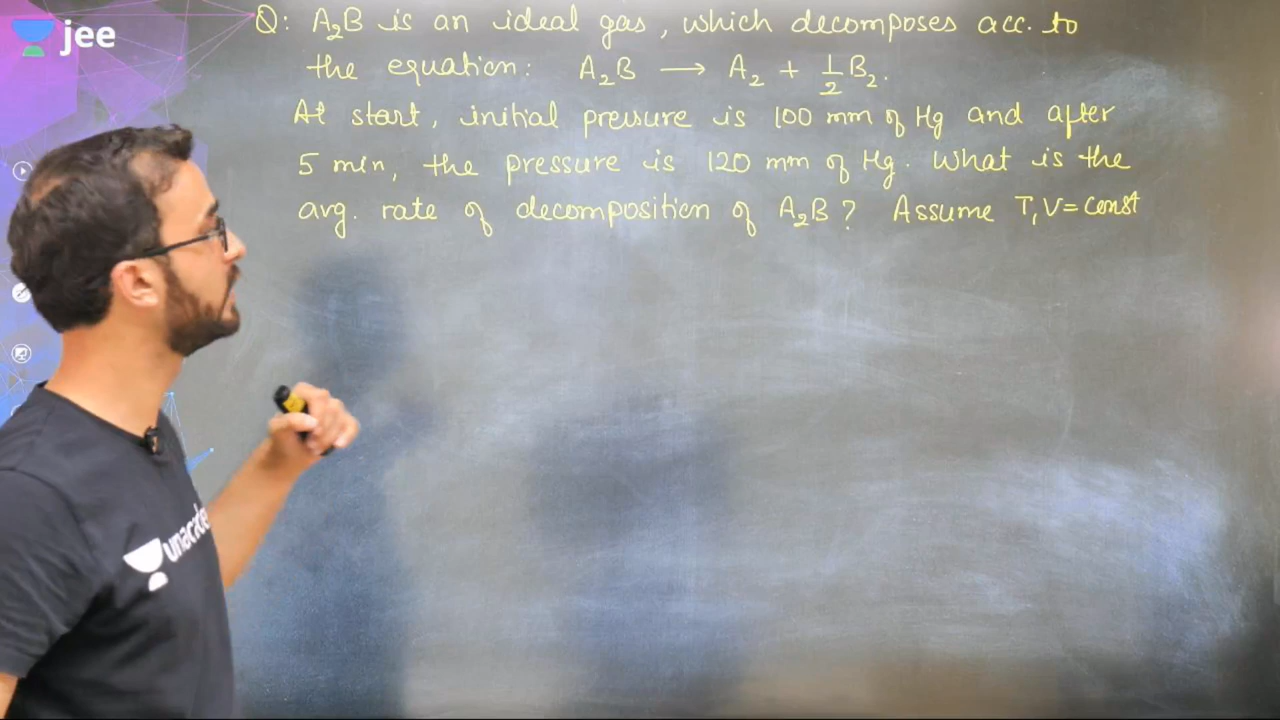 jee
Q: A₂B is an ideal gas, which decomposes acc. to
the equation: A₂B ⟶ A₂ + 1/2 B₂.
At start, initial pressure is 100 mm of Hg and after
5 min, the pressure is 120 mm of Hg. What is the
avg. rate of decomposition of A₂B? Assume T, V = const
unacade